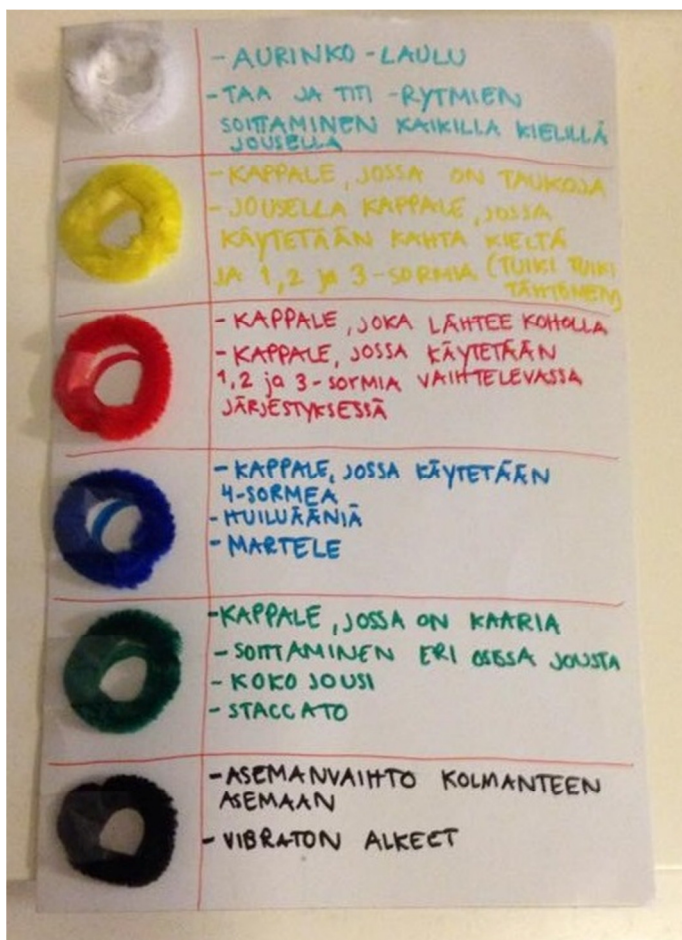 - AURINKO - LAULU
- TAA JA TITI - RYTMIEN
SOITTAMINEN KAIKILLA KIELILLÄ
JOUSELLA
- KAPPALE, JOSSA ON TAUKOJA
- JOUSELLA KAPPALE, JOSSA
KÄYTETÄÄN KAHTA KIELTÄ
JA 1, 2 ja 3 - SORMIA (TUIKI TUIKI
TÄHTÖNEN)
- KAPPALE, JOKA LÄHTEE KOHOLLA
- KAPPALE, JOSSA KÄYTETÄÄN
1, 2 ja 3 - SORMIA VAIHTELEVASSA
JÄRJESTYKSESSÄ
- KAPPALE, JOSSA KÄYTETÄÄN
4-SORMEA
- HUILUÄÄNIÄ
- MARTELE
- KAPPALE, JOSSA ON KAARIA
- SOITTAMINEN ERI OSISSA JOUSTA
- KOKO JOUSI
- STACCATO
- ASEMANVAIHTO KOLMANTEEN
ASEMAAN
- VIBRATON ALKEET